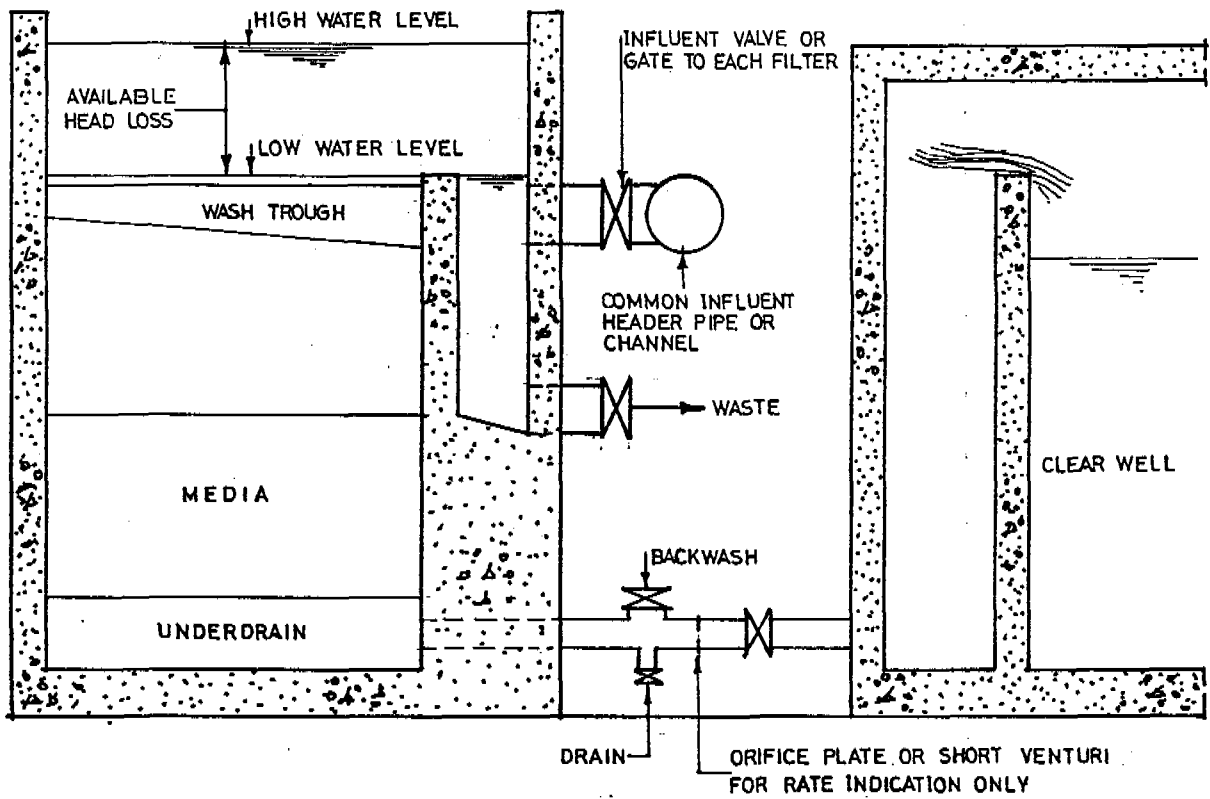 HIGH WATER LEVEL
INFLUENT VALVE OR
GATE TO EACH FILTER
AVAILABLE
HEAD LOSS
LOW WATER LEVEL
WASH TROUGH
COMMON INFLUENT
HEADER PIPE OR
CHANNEL
WASTE
CLEAR WELL
MEDIA
BACKWASH
UNDERDRAIN
DRAIN
ORIFICE PLATE OR SHORT VENTURI
FOR RATE INDICATION ONLY